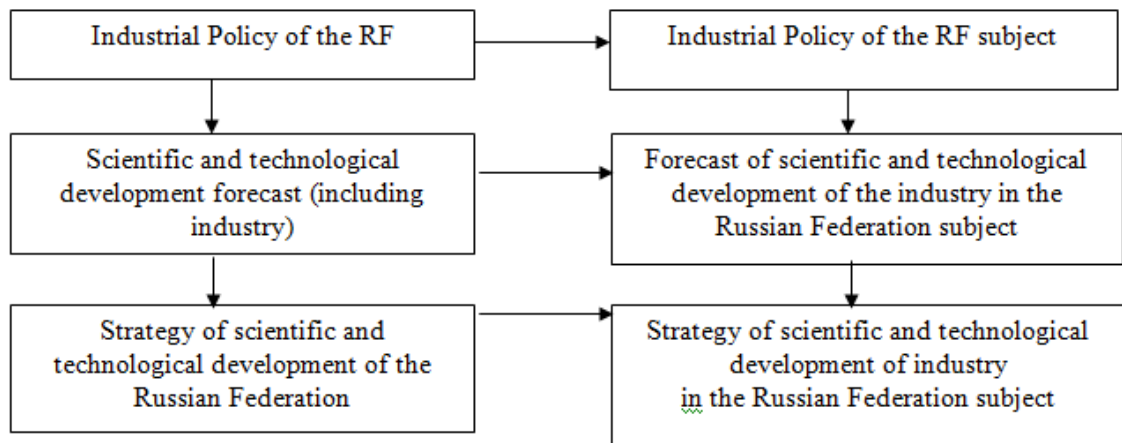 Industrial Policy of the RF
Industrial Policy of the RF subject
Scientific and technological
development forecast (including
industry)
Forecast of scientific and technological
development of the industry in the
Russian Federation subject
Strategy of scientific and
technological development of the
Russian Federation
Strategy of scientific and technological
development of industry
in the Russian Federation subject